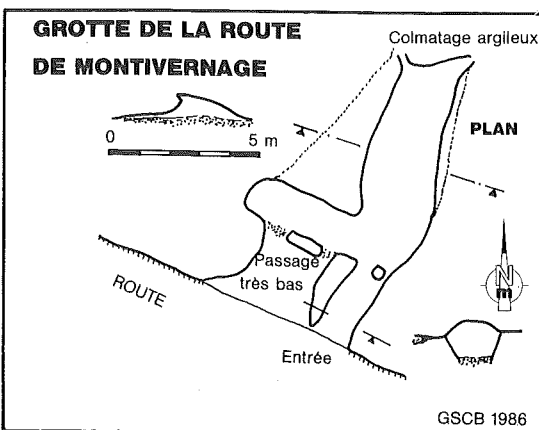 GROTTE DE LA ROUTE
DE MONTIVERNAGE
Colmatage argileux
PLAN
0 5 m
Passage
très bas
ROUTE
N
m
Entrée
GSCB 1986